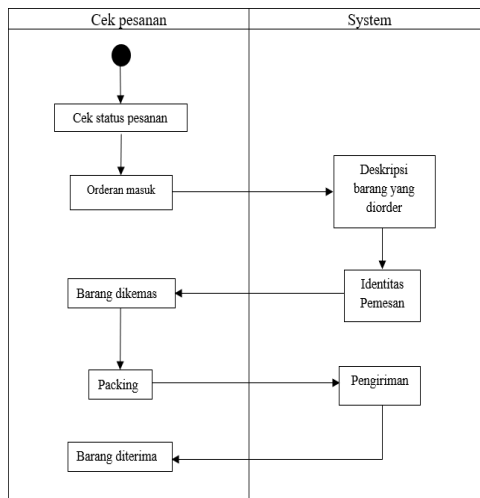 Cek pesanan
System
Cek status pesanan
Orderan masuk
Deskripsi
barang yang
diorder
Identitas
Pemesan
Barang dikemas
Packing
Pengiriman
Barang diterima